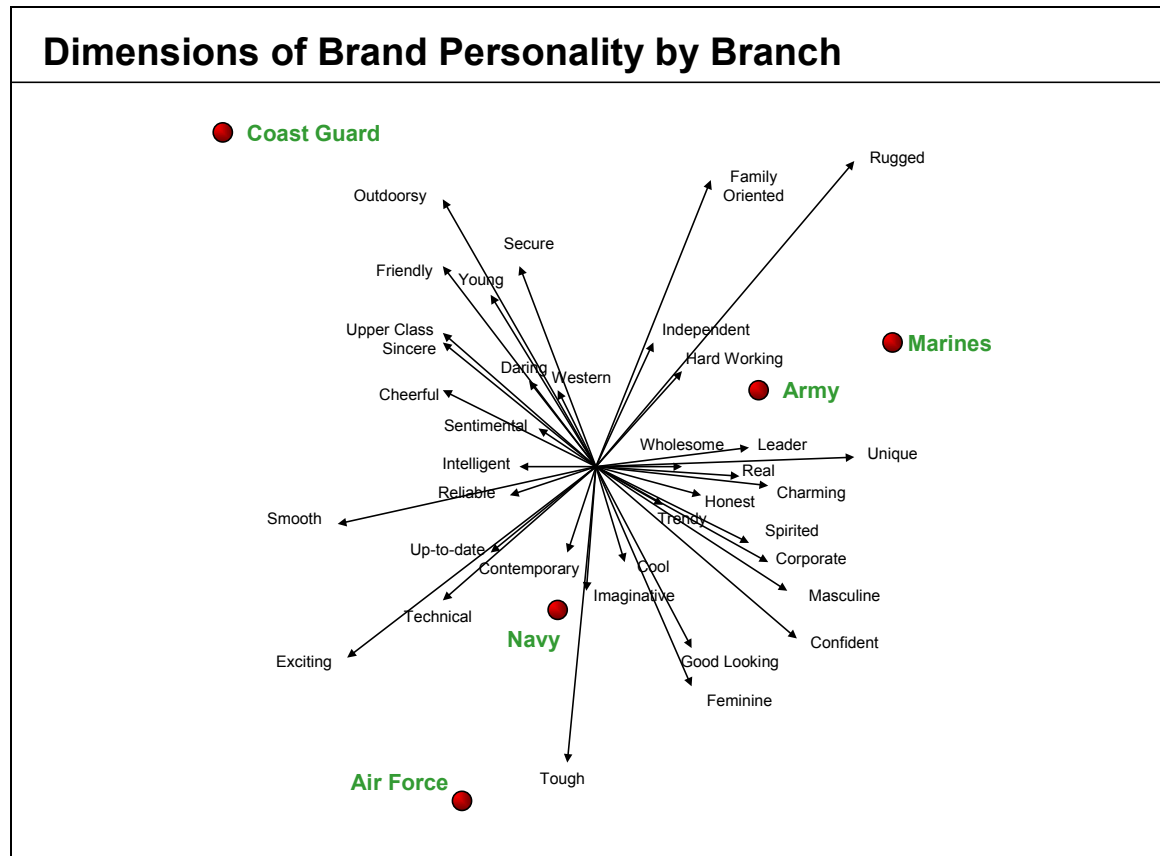 Dimensions of Brand Personality by Branch
Coast Guard
Rugged
Family
Oriented
Outdoorsy
Secure
Friendly
Young
Upper Class
Independent
Marines
Sincere
Hard Working
Daring
Western
Cheerful
Army
Sentimental
Wholesome
Leader
Unique
Intelligent
Real
Reliable
Charming
Honest
Smooth
Trendy
Spirited
Up-to-date
Corporate
Contemporary
Cool
Imaginative
Masculine
Technical
Navy
Confident
Exciting
Good Looking
Feminine
Tough
Air Force